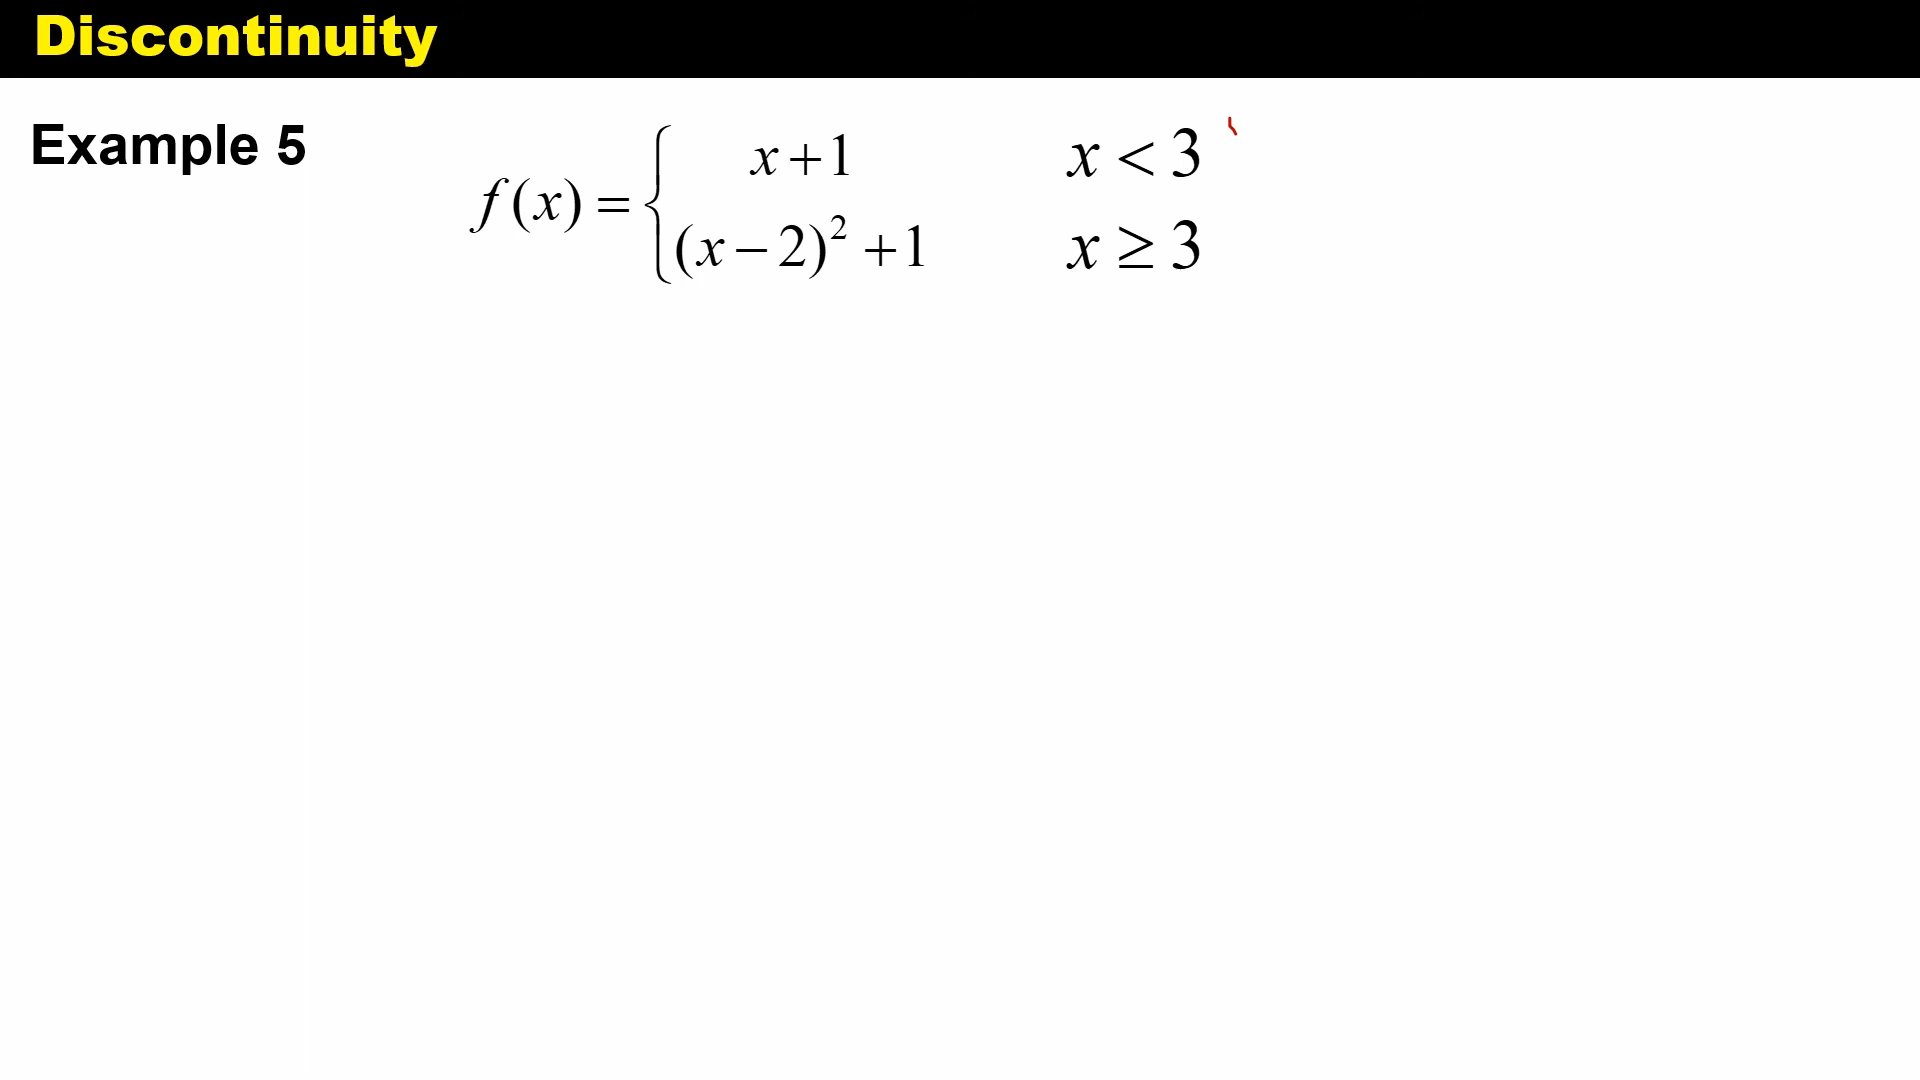 Discontinuity
Example 5
f(x) = { x+1 x < 3
(x−2)² +1 x ≥ 3